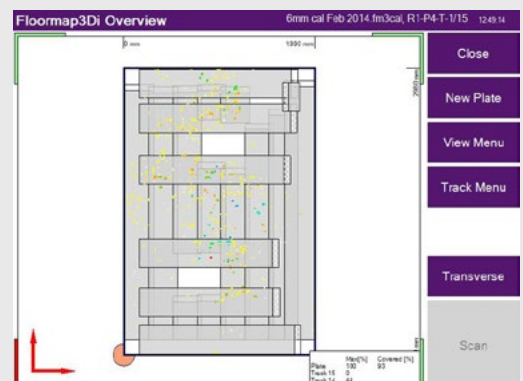 Floormap3Di Overview
6mm cal Feb 2014.fm3cal, R1-P4-T-1/15 12:49:14
0 mm
1990 mm
Close
New Plate
View Menu
Track Menu
Transverse
Scan
Max[%] Covered [%]
Plate 100 93
Track 15 0